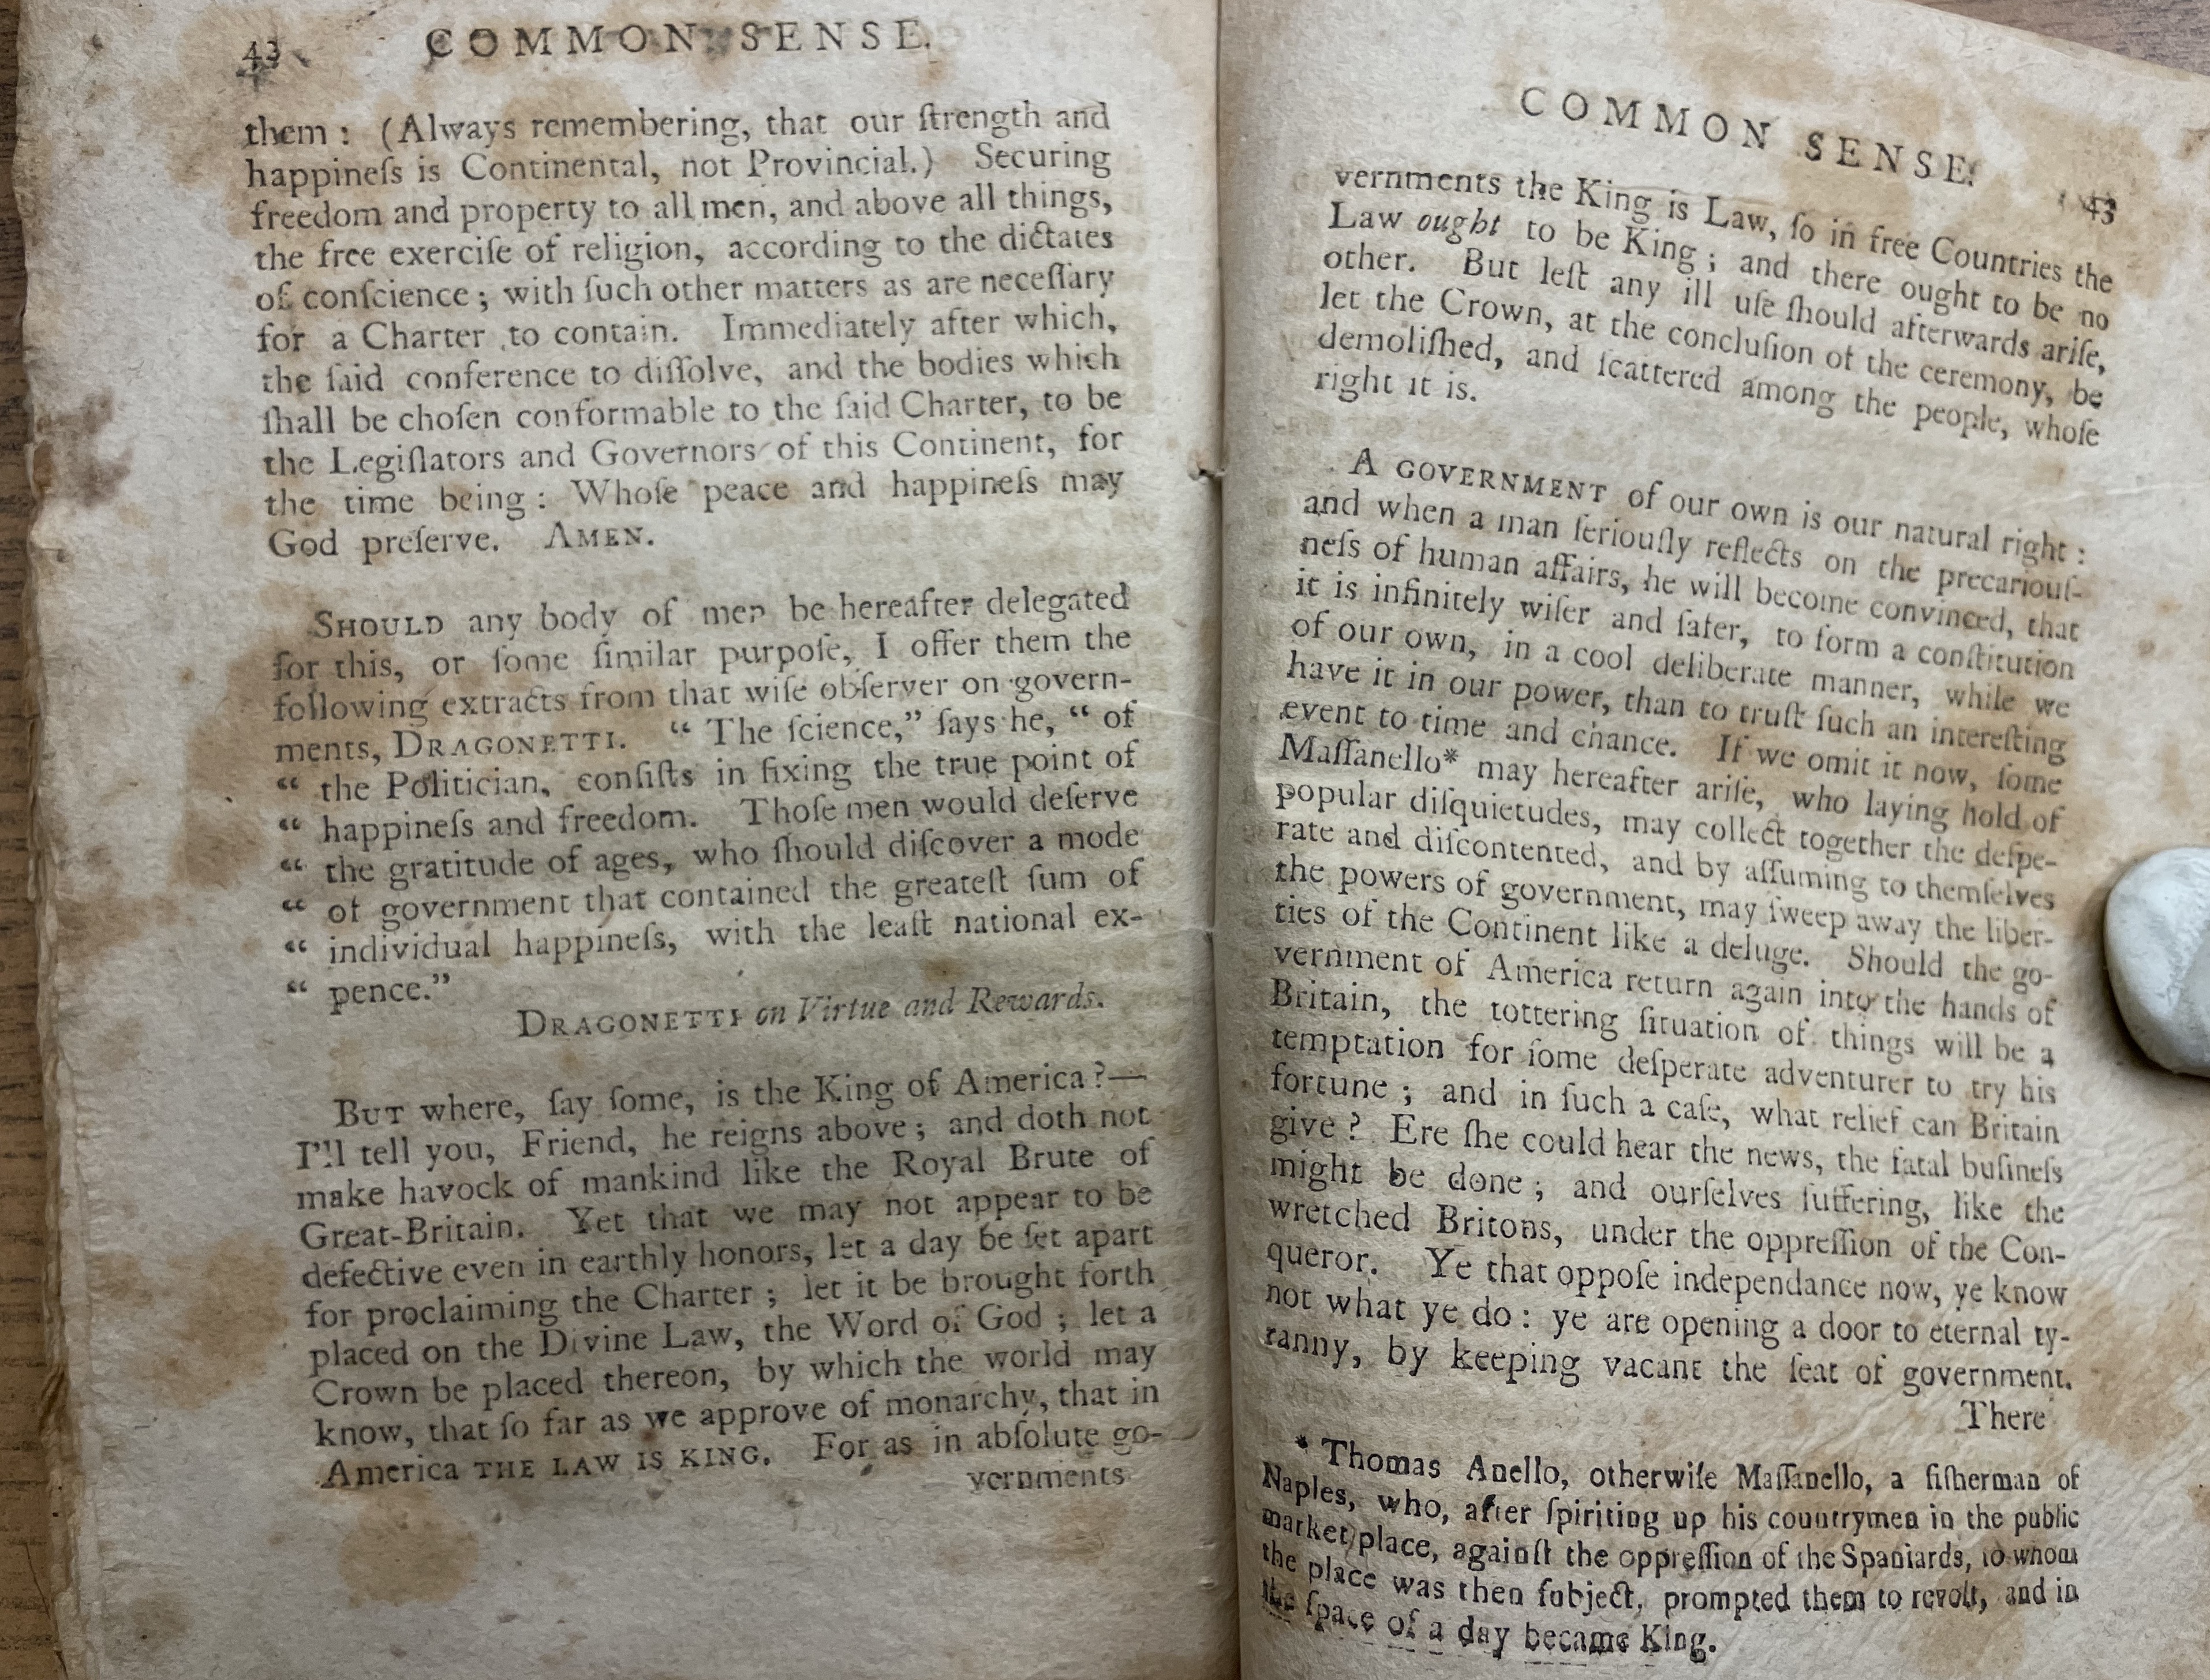 43 COMMON SENSE.
them : (Always remembering, that our ſtrength and
happineſs is Continental, not Provincial.) Securing
freedom and property to all men, and above all things,
the free exerciſe of religion, according to the dictates
of conſcience ; with ſuch other matters as are neceſſary
for a Charter to contain. Immediately after which,
the ſaid conference to diſſolve, and the bodies which
ſhall be choſen conformable to the ſaid Charter, to be
the Legiſlators and Governors of this Continent, for
the time being : Whoſe peace and happineſs may
God preſerve. AMEN.
SHOULD any body of men be hereafter delegated
for this, or ſome ſimilar purpoſe, I offer them the
following extracts from that wiſe obſerver on govern-
ments, DRAGONETTI. “ The ſcience,” ſays he, “ of
“ the Politician, conſiſts in fixing the true point of
“ happineſs and freedom. Thoſe men would deſerve
“ the gratitude of ages, who ſhould diſcover a mode
“ of government that contained the greateſt ſum of
“ individual happineſs, with the leaſt national ex-
“ pence.”
DRAGONETTI on Virtue and Rewards.
BUT where, ſay ſome, is the King of America ?—
I’ll tell you, Friend, he reigns above ; and doth not
make havock of mankind like the Royal Brute of
Great-Britain. Yet that we may not appear to be
defective even in earthly honors, let a day be ſet apart
for proclaiming the Charter ; let it be brought forth
placed on the Divine Law, the Word of God ; let a
Crown be placed thereon, by which the world may
know, that ſo far as we approve of monarchy, that in
America THE LAW IS KING. For as in abſolute go-
vernments
COMMON SENSE. 43
vernments the King is Law, ſo in free Countries the
Law ought to be King ; and there ought to be no
other. But leſt any ill uſe ſhould afterwards ariſe,
let the Crown, at the concluſion of the ceremony, be
demoliſhed, and ſcattered among the people, whoſe
right it is.
A GOVERNMENT of our own is our natural right :
and when a man ſeriouſly reflects on the precariouſ-
neſs of human affairs, he will become convinced, that
it is infinitely wiſer and ſafer, to form a conſtitution
of our own, in a cool deliberate manner, while we
have it in our power, than to truſt ſuch an intereſting
event to time and chance. If we omit it now, ſome
Maſſanello* may hereafter ariſe, who laying hold of
popular diſquietudes, may collect together the deſpe-
rate and diſcontented, and by aſſuming to themſelves
the powers of government, may ſweep away the liber-
ties of the Continent like a deluge. Should the go-
vernment of America return again into the hands of
Britain, the tottering ſituation of things will be a
temptation for ſome deſperate adventurer to try his
fortune ; and in ſuch a caſe, what relief can Britain
give ? Ere ſhe could hear the news, the fatal buſineſs
might be done ; and ourſelves ſuffering, like the
wretched Britons, under the oppreſſion of the Con-
queror. Ye that oppoſe independance now, ye know
not what ye do : ye are opening a door to eternal ty-
ranny, by keeping vacant the ſeat of government.
There
* Thomas Anello, otherwiſe Maſſanello, a fiſherman of
Naples, who, after ſpiriting up his countrymen in the public
market place, againſt the oppreſſion of the Spaniards, to whom
the place was then ſubject, prompted them to revolt, and in
the ſpace of a day became King.